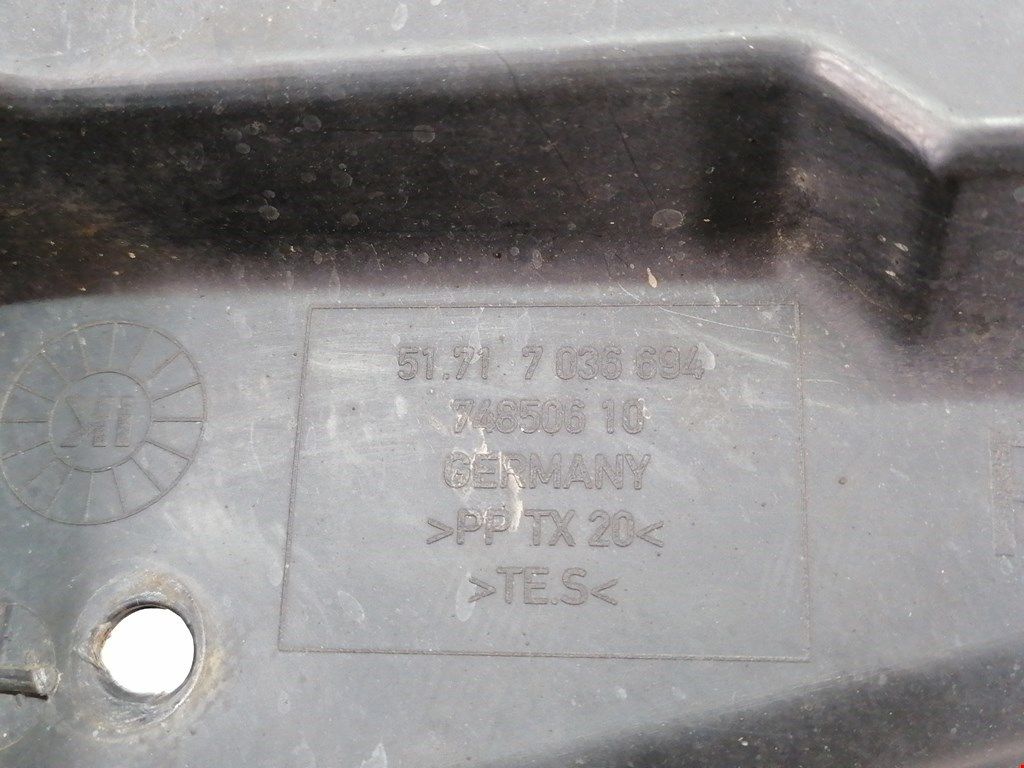 51.71 7 036 694
748506 10
GERMANY
>PP TX 20<
>TE.S<